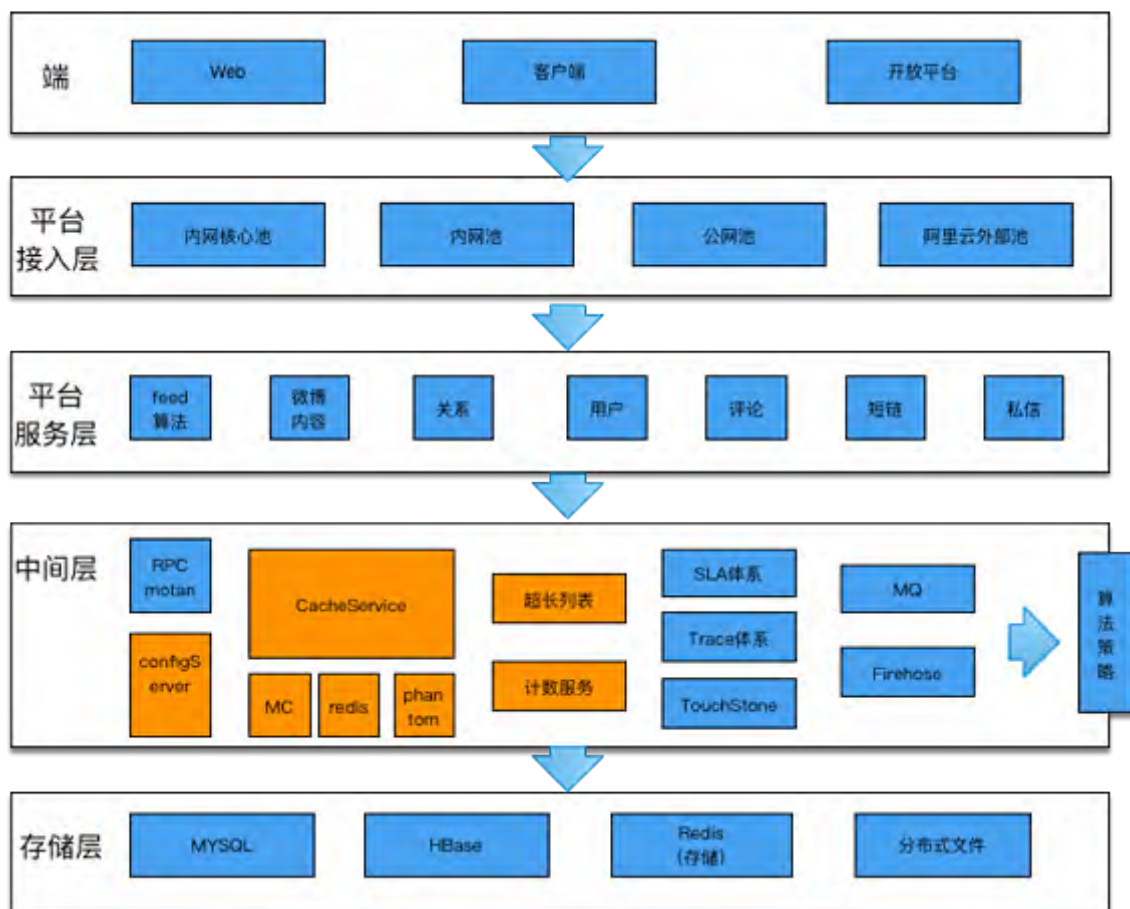 端
Web
客户端
开放平台
平台
接入层
内网核心池
内网池
公网池
阿里云外部池
平台
服务层
feed
算法
微博
内容
关系
用户
评论
短链
私信
中间层
RPC
motan
configS
erver
CacheService
MC
redis
phan
tom
超长列表
计数服务
SLA体系
Trace体系
TouchStone
MQ
Firehose
算
法
策
略
存储层
MYSQL
HBase
Redis
(存储)
分布式文件